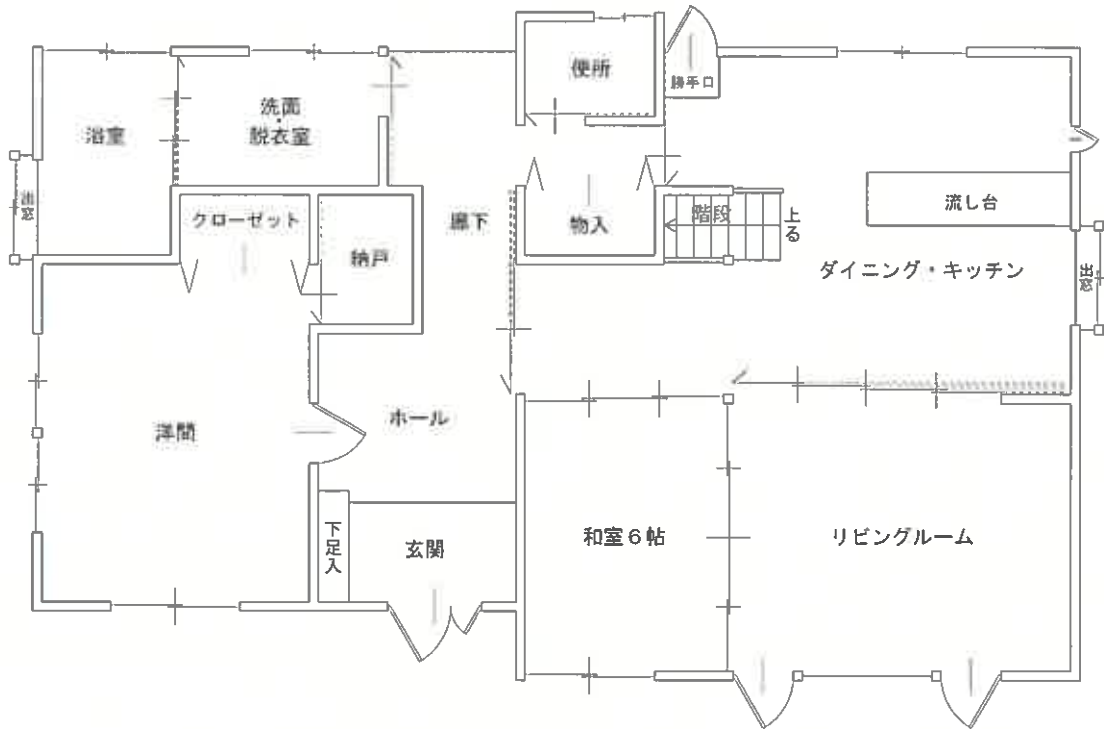 便所
勝手口
洗面
・
脱衣室
浴室
出窓
クローゼット
納戸
廊下
物入
階段
上る
流し台
ダイニング・キッチン
出窓
洋間
ホール
下足入
玄関
和室6帖
リビングルーム